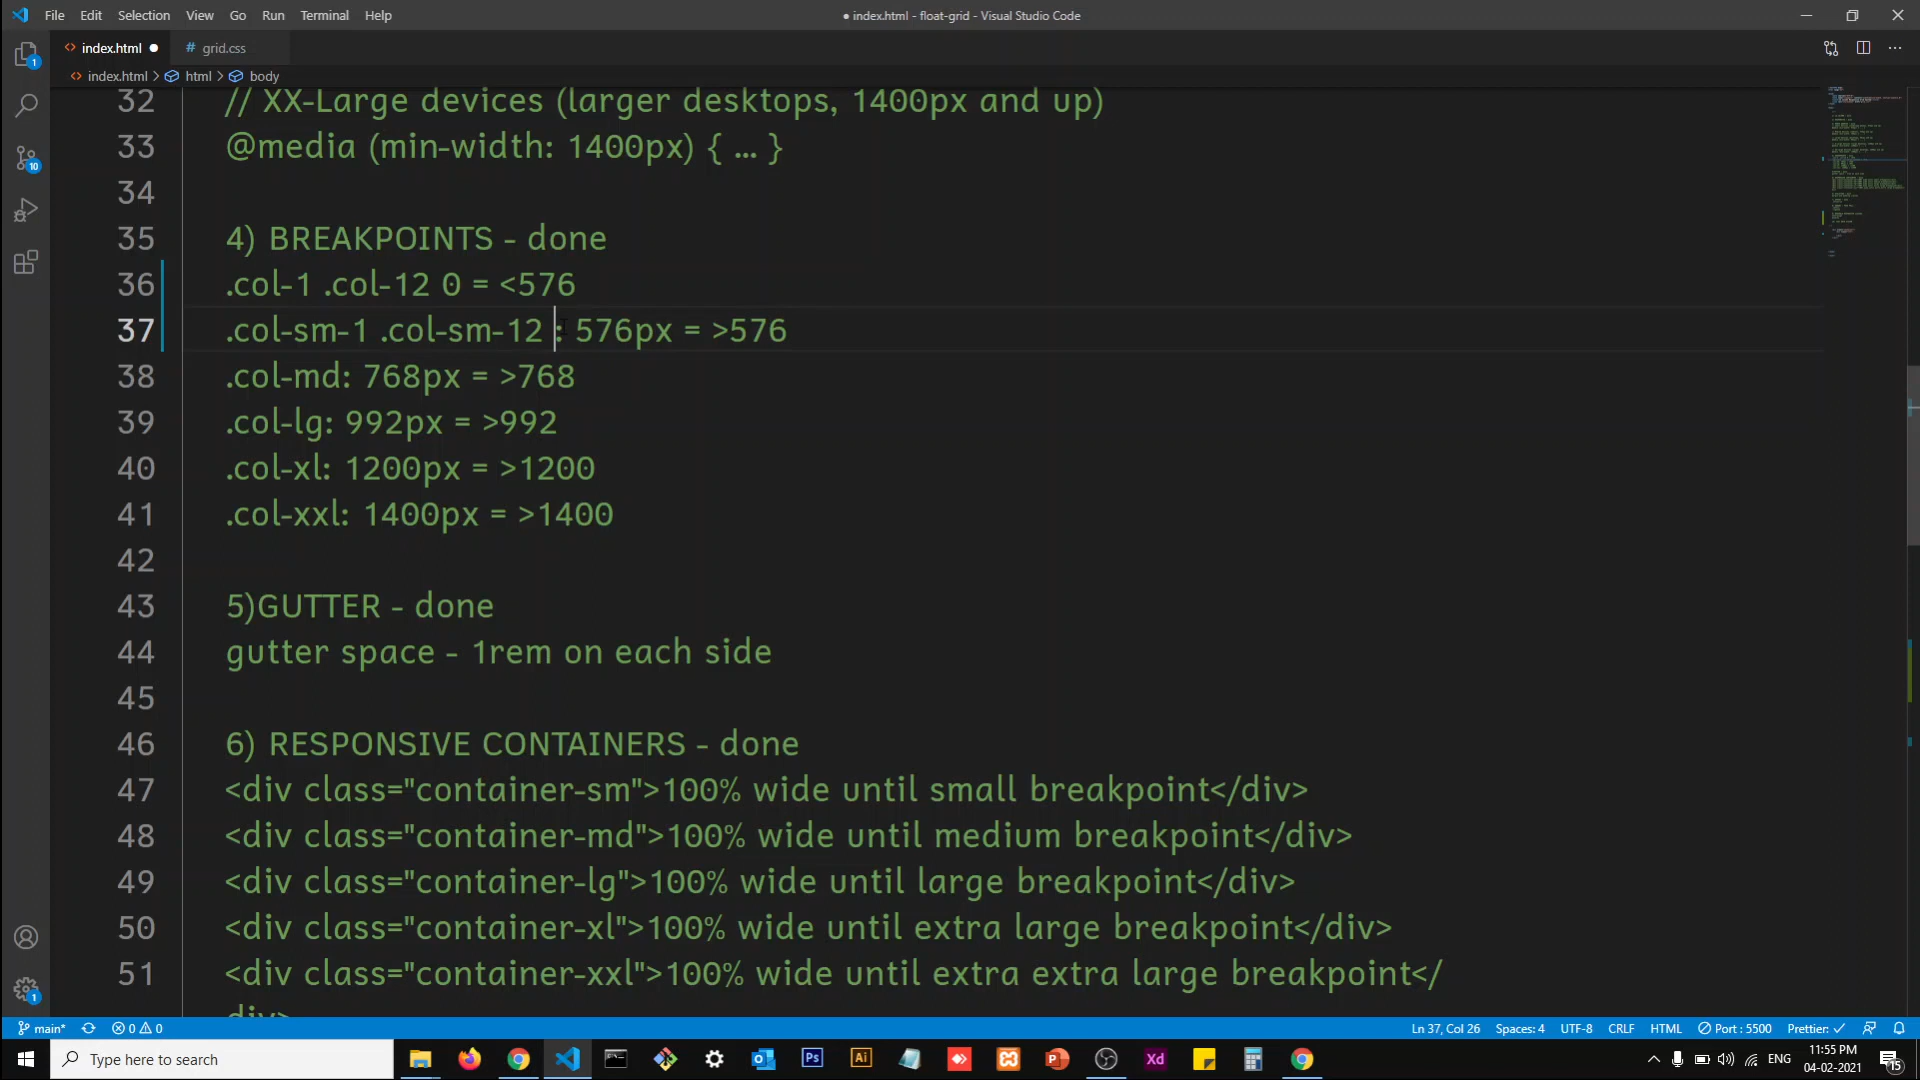 File Edit Selection View Go Run Terminal Help
● index.html - float-grid - Visual Studio Code
index.html ● # grid.css
index.html > html > body
32 // XX-Large devices (larger desktops, 1400px and up)
33 @media (min-width: 1400px) { … }
34
35 4) BREAKPOINTS - done
36 .col-1 .col-12 0 = <576
37 .col-sm-1 .col-sm-12 : 576px = >576
38 .col-md: 768px = >768
39 .col-lg: 992px = >992
40 .col-xl: 1200px = >1200
41 .col-xxl: 1400px = >1400
42
43 5)GUTTER - done
44 gutter space - 1rem on each side
45
46 6) RESPONSIVE CONTAINERS - done
47 <div class="container-sm">100% wide until small breakpoint</div>
48 <div class="container-md">100% wide until medium breakpoint</div>
49 <div class="container-lg">100% wide until large breakpoint</div>
50 <div class="container-xl">100% wide until extra large breakpoint</div>
51 <div class="container-xxl">100% wide until extra extra large breakpoint</
div>
1
10
1
main* 0 0 Ln 37, Col 26 Spaces: 4 UTF-8 CRLF HTML Port : 5500 Prettier: ✓
Type here to search
Ps Ai Xd
ENG 11:55 PM
04-02-2021
15